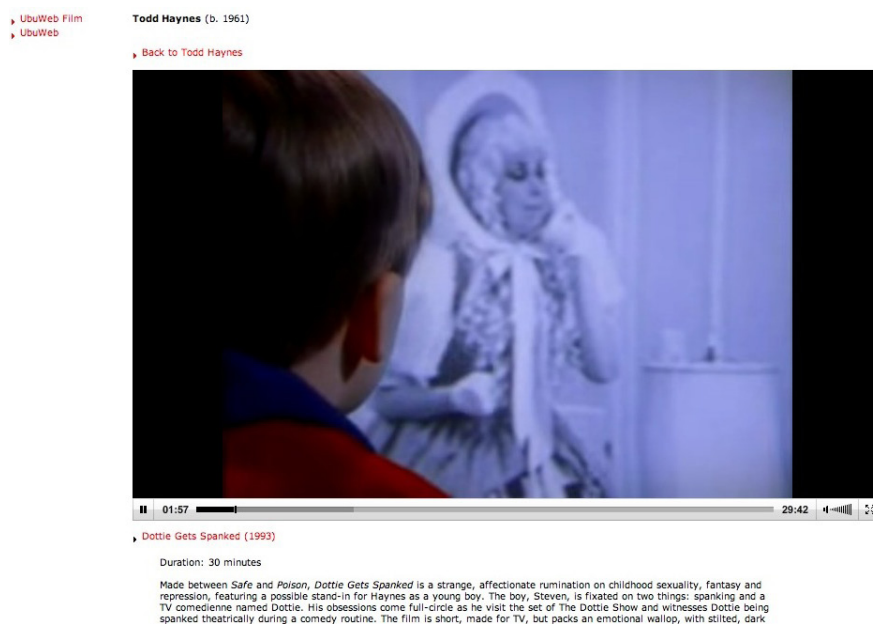 UbuWeb Film
UbuWeb
Todd Haynes (b. 1961)
Back to Todd Haynes
01:57
29:42
Dottie Gets Spanked (1993)
Duration: 30 minutes
Made between Safe and Poison, Dottie Gets Spanked is a strange, affectionate rumination on childhood sexuality, fantasy and
repression, featuring a possible stand-in for Haynes as a young boy. The boy, Steven, is fixated on two things: spanking and a
TV comedienne named Dottie. His obsessions come full-circle as he visit the set of The Dottie Show and witnesses Dottie being
spanked theatrically during a comedy routine. The film is short, made for TV, but packs an emotional wallop, with stilted, dark